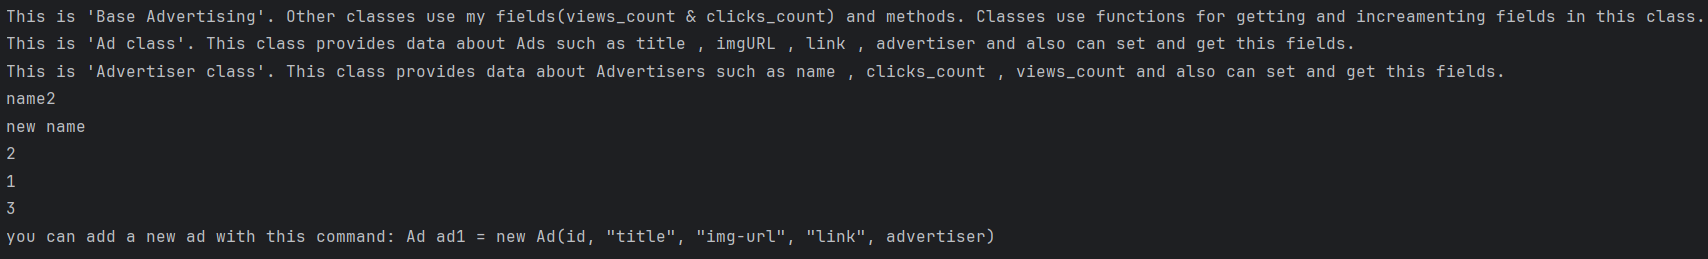 This is 'Base Advertising'. Other classes use my fields(views_count & clicks_count) and methods. Classes use functions for getting and increamenting fields in this class.
This is 'Ad class'. This class provides data about Ads such as title , imgURL , link , advertiser and also can set and get this fields.
This is 'Advertiser class'. This class provides data about Advertisers such as name , clicks_count , views_count and also can set and get this fields.
name2
new name
2
1
3
you can add a new ad with this command: Ad ad1 = new Ad(id, "title", "img-url", "link", advertiser)